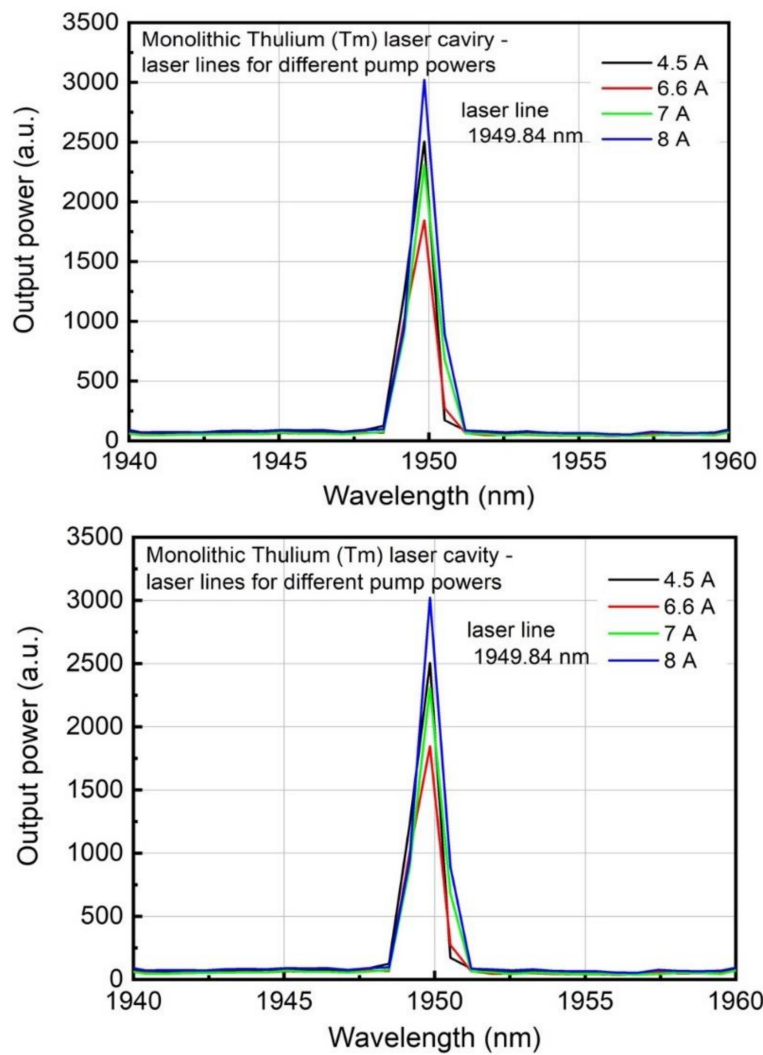 3500
3000
2500
2000
1500
1000
500
0
Output power (a.u.)
Monolithic Thulium (Tm) laser caviry -
laser lines for different pump powers
laser line
1949.84 nm
4.5 A
6.6 A
7 A
8 A
1940 1945 1950 1955 1960
Wavelength (nm)
3500
3000
2500
2000
1500
1000
500
0
Output power (a.u.)
Monolithic Thulium (Tm) laser cavity -
laser lines for different pump powers
laser line
1949.84 nm
4.5 A
6.6 A
7 A
8 A
1940 1945 1950 1955 1960
Wavelength (nm)